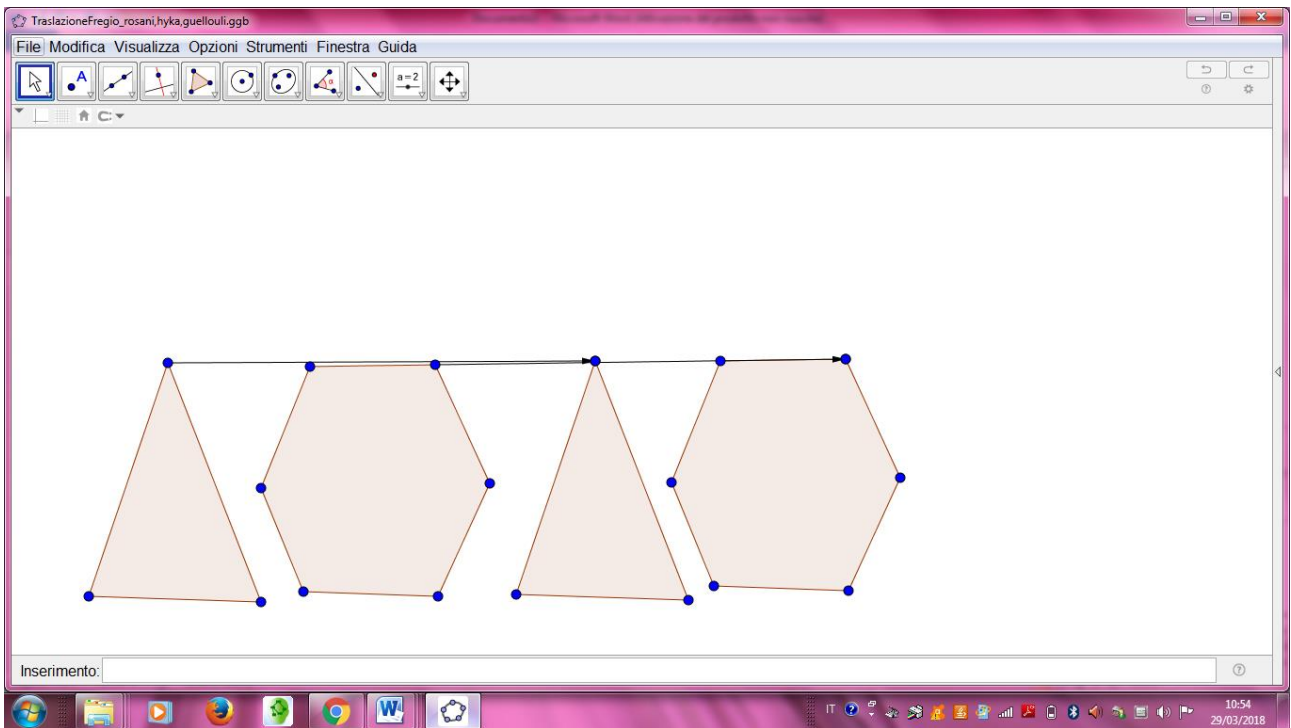 TraslazioneFregio_rosani,hyka,guellouli.ggb
File Modifica Visualizza Opzioni Strumenti Finestra Guida
A
α
a=2
Inserimento:
IT
10:54
29/03/2018